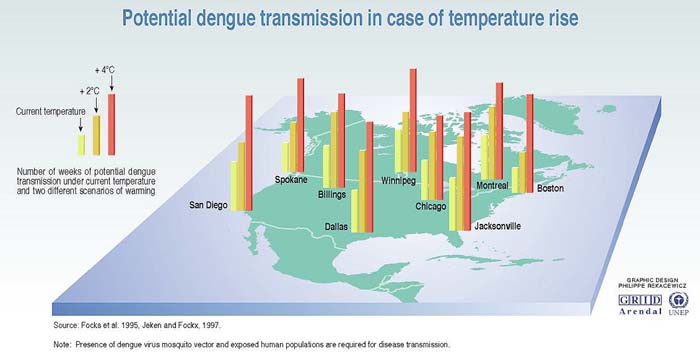 Potential dengue transmission in case of temperature rise
+ 4°C
+ 2°C
Current temperature
Number of weeks of potential dengue
transmission under current temperature
and two different scenarios of warming
San Diego
Spokane
Billings
Dallas
Winnipeg
Chicago
Montreal
Jacksonville
Boston
GRAPHIC DESIGN
PHILIPPE REKACEWICZ
G R I D
Arendal
UNEP
Source: Focks et al. 1995, Jeken and Fockx, 1997.
Note: Presence of dengue virus mosquito vector and exposed human populations are required for disease transmission.